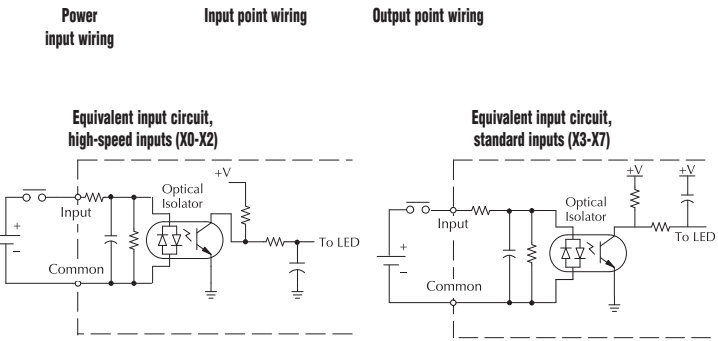 Power
input wiring
Input point wiring
Output point wiring
Equivalent input circuit,
high-speed inputs (X0-X2)
+V
Optical
Isolator
Input
+
–
Common
To LED
Equivalent input circuit,
standard inputs (X3-X7)
+V
+V
Optical
Isolator
Input
To LED
+
–
Common